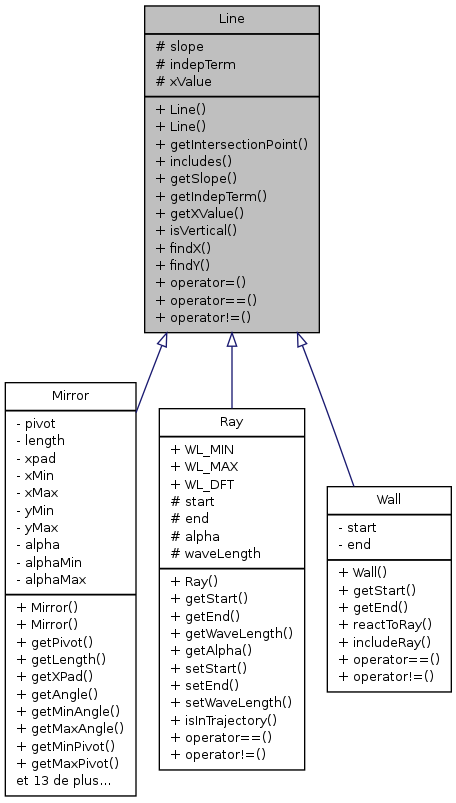 Line
# slope
# indepTerm
# xValue
+ Line()
+ Line()
+ getIntersectionPoint()
+ includes()
+ getSlope()
+ getIndepTerm()
+ getXValue()
+ isVertical()
+ findX()
+ findY()
+ operator=()
+ operator==()
+ operator!=()
Mirror
- pivot
- length
- xpad
- xMin
- xMax
- yMin
- yMax
- alpha
- alphaMin
- alphaMax
+ Mirror()
+ Mirror()
+ getPivot()
+ getLength()
+ getXPad()
+ getAngle()
+ getMinAngle()
+ getMaxAngle()
+ getMinPivot()
+ getMaxPivot()
et 13 de plus...
Ray
+ WL_MIN
+ WL_MAX
+ WL_DFT
# start
# end
# alpha
# waveLength
+ Ray()
+ getStart()
+ getEnd()
+ getWaveLength()
+ getAlpha()
+ setStart()
+ setEnd()
+ setWaveLength()
+ isInTrajectory()
+ operator==()
+ operator!=()
Wall
- start
- end
+ Wall()
+ getStart()
+ getEnd()
+ reactToRay()
+ includeRay()
+ operator==()
+ operator!=()